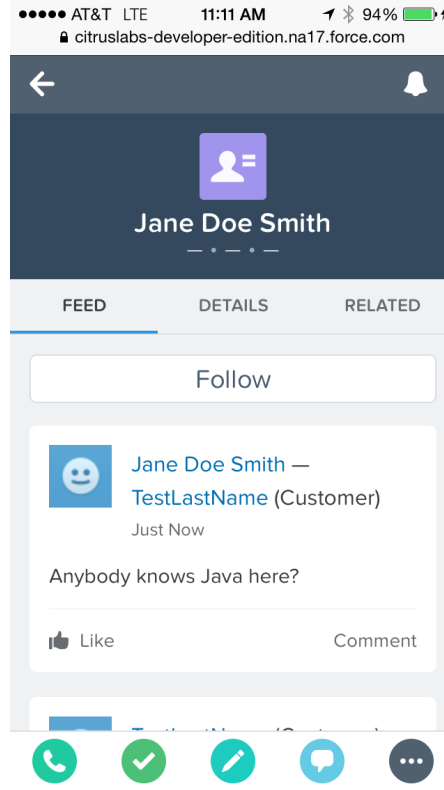 AT&T LTE 11:11 AM 94%
citruslabs-developer-edition.na17.force.com
Jane Doe Smith
FEED DETAILS RELATED
Follow
Jane Doe Smith —
TestLastName (Customer)
Just Now
Anybody knows Java here?
Like Comment